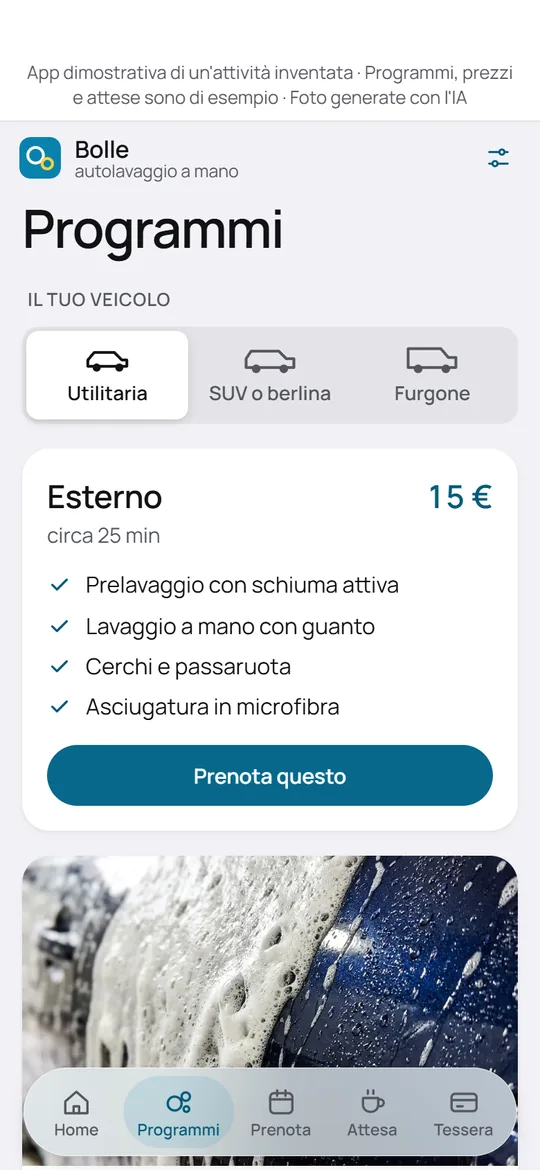 App dimostrativa di un'attività inventata · Programmi, prezzi
e attese sono di esempio · Foto generate con l'IA
Bolle
autolavaggio a mano
Programmi
IL TUO VEICOLO
Utilitaria
SUV o berlina
Furgone
Esterno
15 €
circa 25 min
Prelavaggio con schiuma attiva
Lavaggio a mano con guanto
Cerchi e passaruota
Asciugatura in microfibra
Prenota questo
Home
Programmi
Prenota
Attesa
Tessera